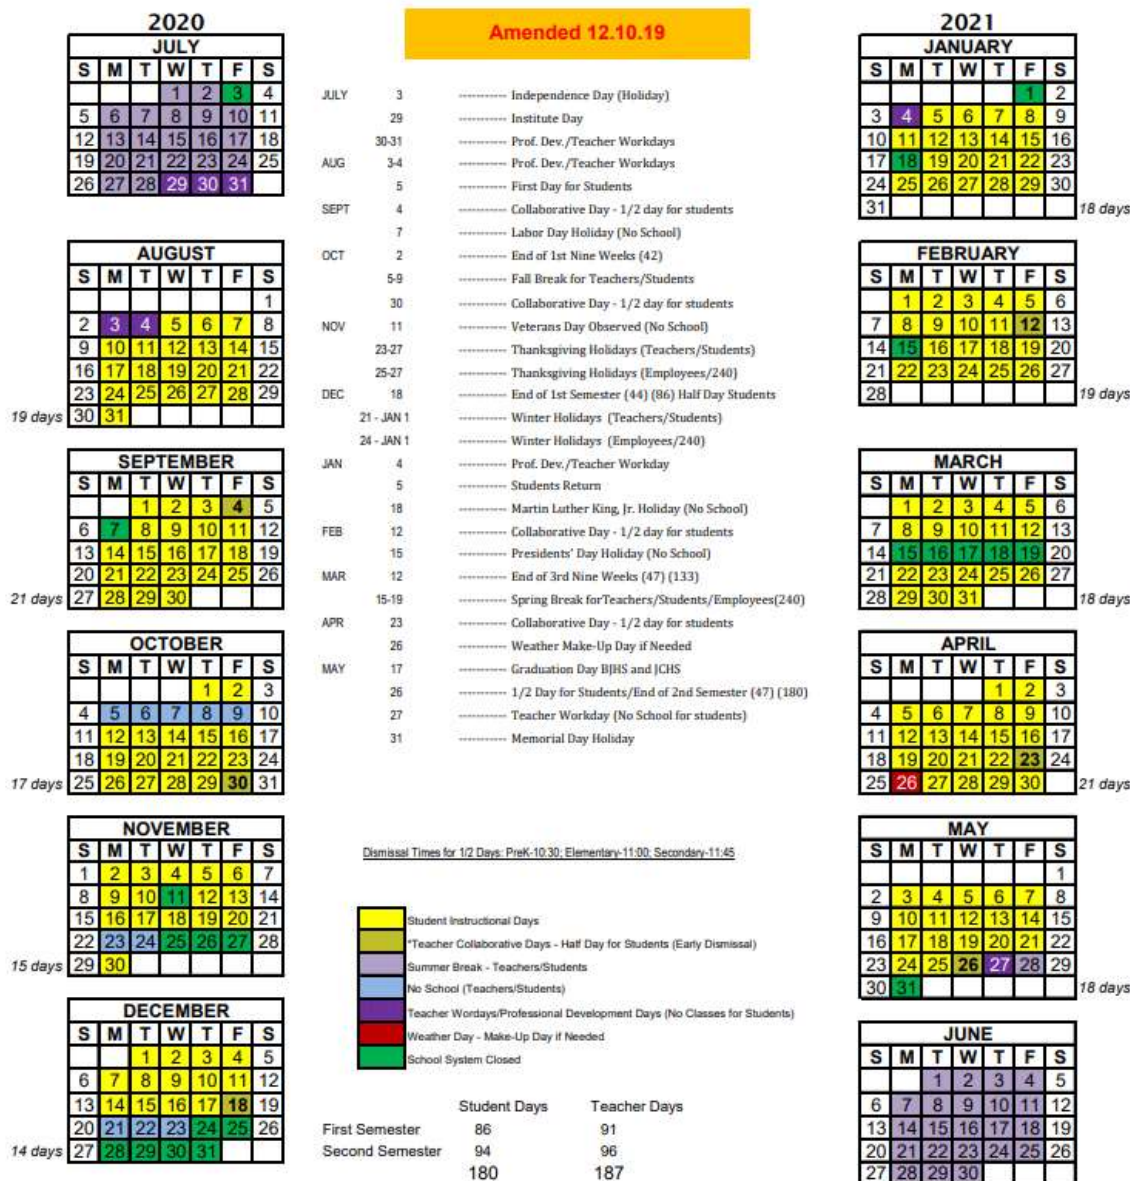 2020
JULY
S M T W T F S
1 2 3 4
5 6 7 8 9 10 11
12 13 14 15 16 17 18
19 20 21 22 23 24 25
26 27 28 29 30 31
AUGUST
S M T W T F S
1
2 3 4 5 6 7 8
9 10 11 12 13 14 15
16 17 18 19 20 21 22
23 24 25 26 27 28 29
19 days 30 31
SEPTEMBER
S M T W T F S
1 2 3 4 5
6 7 8 9 10 11 12
13 14 15 16 17 18 19
20 21 22 23 24 25 26
21 days 27 28 29 30
OCTOBER
S M T W T F S
1 2 3
4 5 6 7 8 9 10
11 12 13 14 15 16 17
18 19 20 21 22 23 24
17 days 25 26 27 28 29 30 31
NOVEMBER
S M T W T F S
1 2 3 4 5 6 7
8 9 10 11 12 13 14
15 16 17 18 19 20 21
22 23 24 25 26 27 28
15 days 29 30
DECEMBER
S M T W T F S
1 2 3 4 5
6 7 8 9 10 11 12
13 14 15 16 17 18 19
20 21 22 23 24 25 26
14 days 27 28 29 30 31
Amended 12.10.19
JULY 3 ----------- Independence Day (Holiday)
29 ----------- Institute Day
30-31 ----------- Prof. Dev./Teacher Workdays
AUG 3-4 ----------- Prof. Dev./Teacher Workdays
5 ----------- First Day for Students
SEPT 4 ----------- Collaborative Day - 1/2 day for students
7 ----------- Labor Day Holiday (No School)
OCT 2 ----------- End of 1st Nine Weeks (42)
5-9 ----------- Fall Break for Teachers/Students
30 ----------- Collaborative Day - 1/2 day for students
NOV 11 ----------- Veterans Day Observed (No School)
23-27 ----------- Thanksgiving Holidays (Teachers/Students)
25-27 ----------- Thanksgiving Holidays (Employees/240)
DEC 18 ----------- End of 1st Semester (44) (86) Half Day Students
21 - JAN 1 ----------- Winter Holidays (Teachers/Students)
24 - JAN 1 ----------- Winter Holidays (Employees/240)
JAN 4 ----------- Prof. Dev./Teacher Workday
5 ----------- Students Return
18 ----------- Martin Luther King, Jr. Holiday (No School)
FEB 12 ----------- Collaborative Day - 1/2 day for students
15 ----------- Presidents' Day Holiday (No School)
MAR 12 ----------- End of 3rd Nine Weeks (47) (133)
15-19 ----------- Spring Break forTeachers/Students/Employees(240)
APR 23 ----------- Collaborative Day - 1/2 day for students
26 ----------- Weather Make-Up Day if Needed
MAY 17 ----------- Graduation Day BJHS and JCHS
26 ----------- 1/2 Day for Students/End of 2nd Semester (47) (180)
27 ----------- Teacher Workday (No School for students)
31 ----------- Memorial Day Holiday
Dismissal Times for 1/2 Days: PreK-10:30; Elementary-11:00; Secondary-11:45
Student Instructional Days
*Teacher Collaborative Days - Half Day for Students (Early Dismissal)
Summer Break - Teachers/Students
No School (Teachers/Students)
Teacher Wordays/Professional Development Days (No Classes for Students)
Weather Day - Make-Up Day if Needed
School System Closed
Student Days Teacher Days
First Semester 86 91
Second Semester 94 96
180 187
2021
JANUARY
S M T W T F S
1 2
3 4 5 6 7 8 9
10 11 12 13 14 15 16
17 18 19 20 21 22 23
24 25 26 27 28 29 30
31 18 days
FEBRUARY
S M T W T F S
1 2 3 4 5 6
7 8 9 10 11 12 13
14 15 16 17 18 19 20
21 22 23 24 25 26 27
28 19 days
MARCH
S M T W T F S
1 2 3 4 5 6
7 8 9 10 11 12 13
14 15 16 17 18 19 20
21 22 23 24 25 26 27
28 29 30 31 18 days
APRIL
S M T W T F S
1 2 3
4 5 6 7 8 9 10
11 12 13 14 15 16 17
18 19 20 21 22 23 24
25 26 27 28 29 30 21 days
MAY
S M T W T F S
1
2 3 4 5 6 7 8
9 10 11 12 13 14 15
16 17 18 19 20 21 22
23 24 25 26 27 28 29
30 31 18 days
JUNE
S M T W T F S
1 2 3 4 5
6 7 8 9 10 11 12
13 14 15 16 17 18 19
20 21 22 23 24 25 26
27 28 29 30